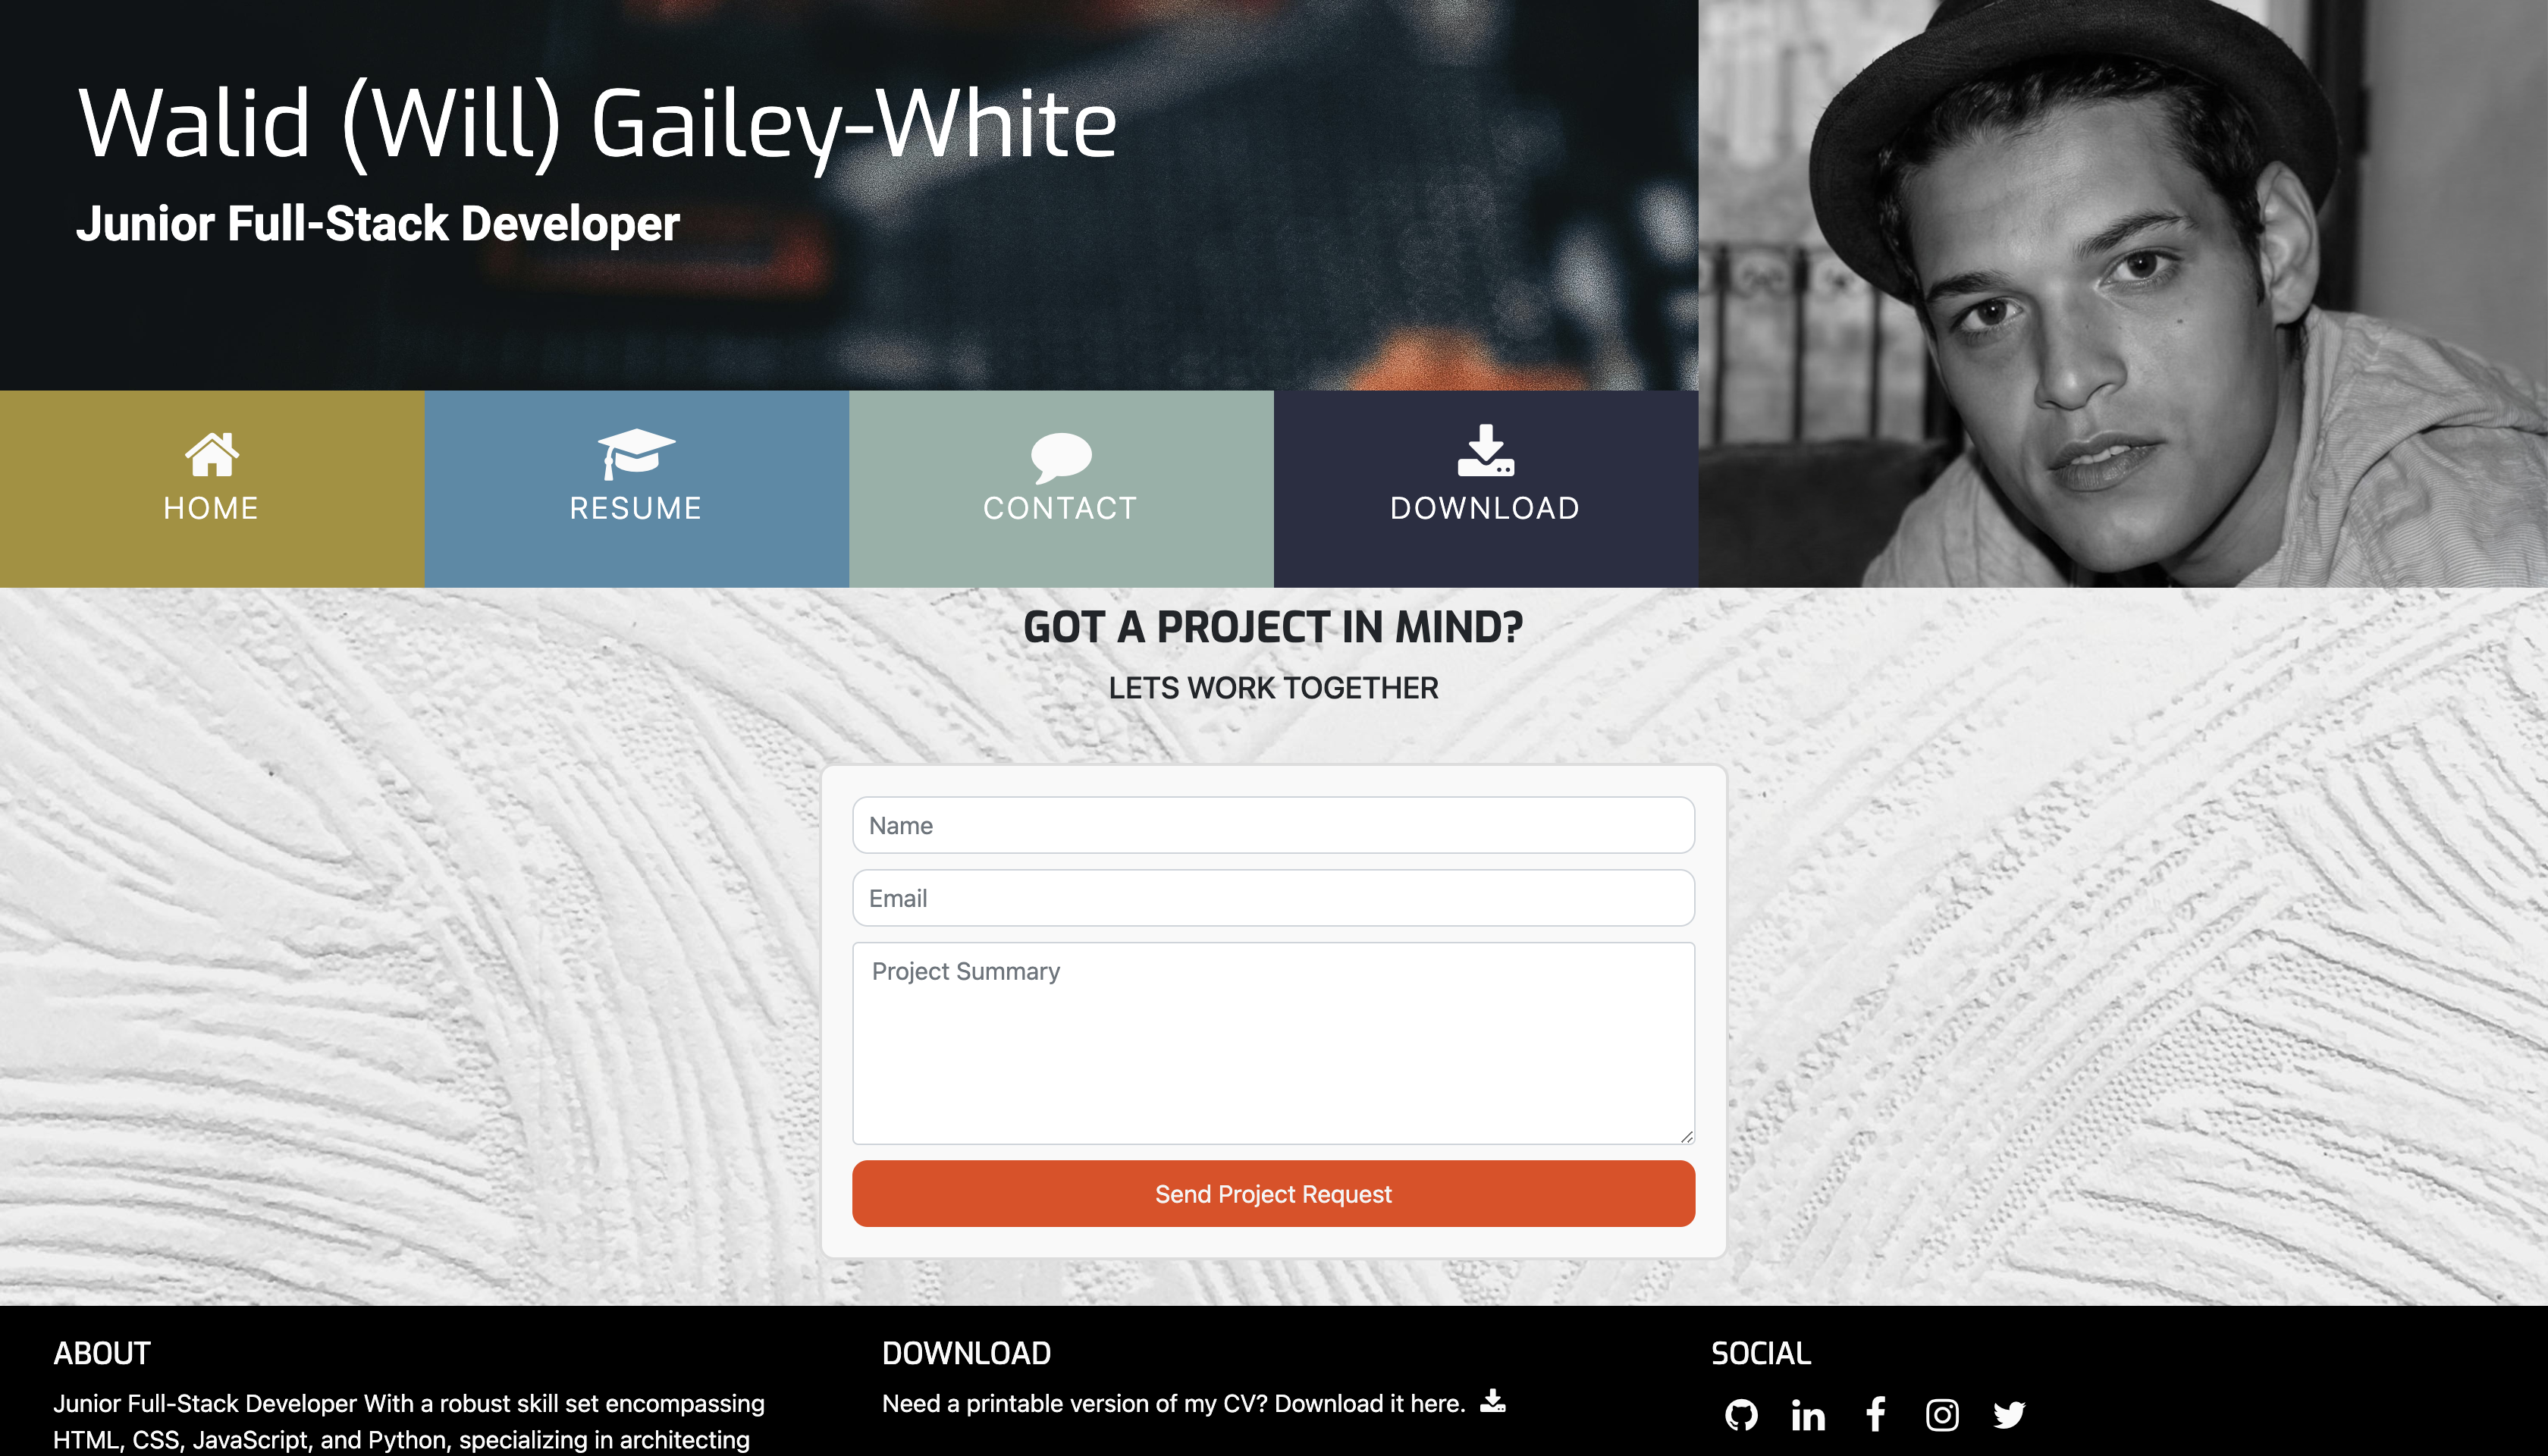 Walid (Will) Gailey-White
Junior Full-Stack Developer
HOME
RESUME
CONTACT
DOWNLOAD
GOT A PROJECT IN MIND?
LETS WORK TOGETHER
Name
Email
Project Summary
Send Project Request
ABOUT
Junior Full-Stack Developer With a robust skill set encompassing
HTML, CSS, JavaScript, and Python, specializing in architecting
DOWNLOAD
Need a printable version of my CV? Download it here.
SOCIAL